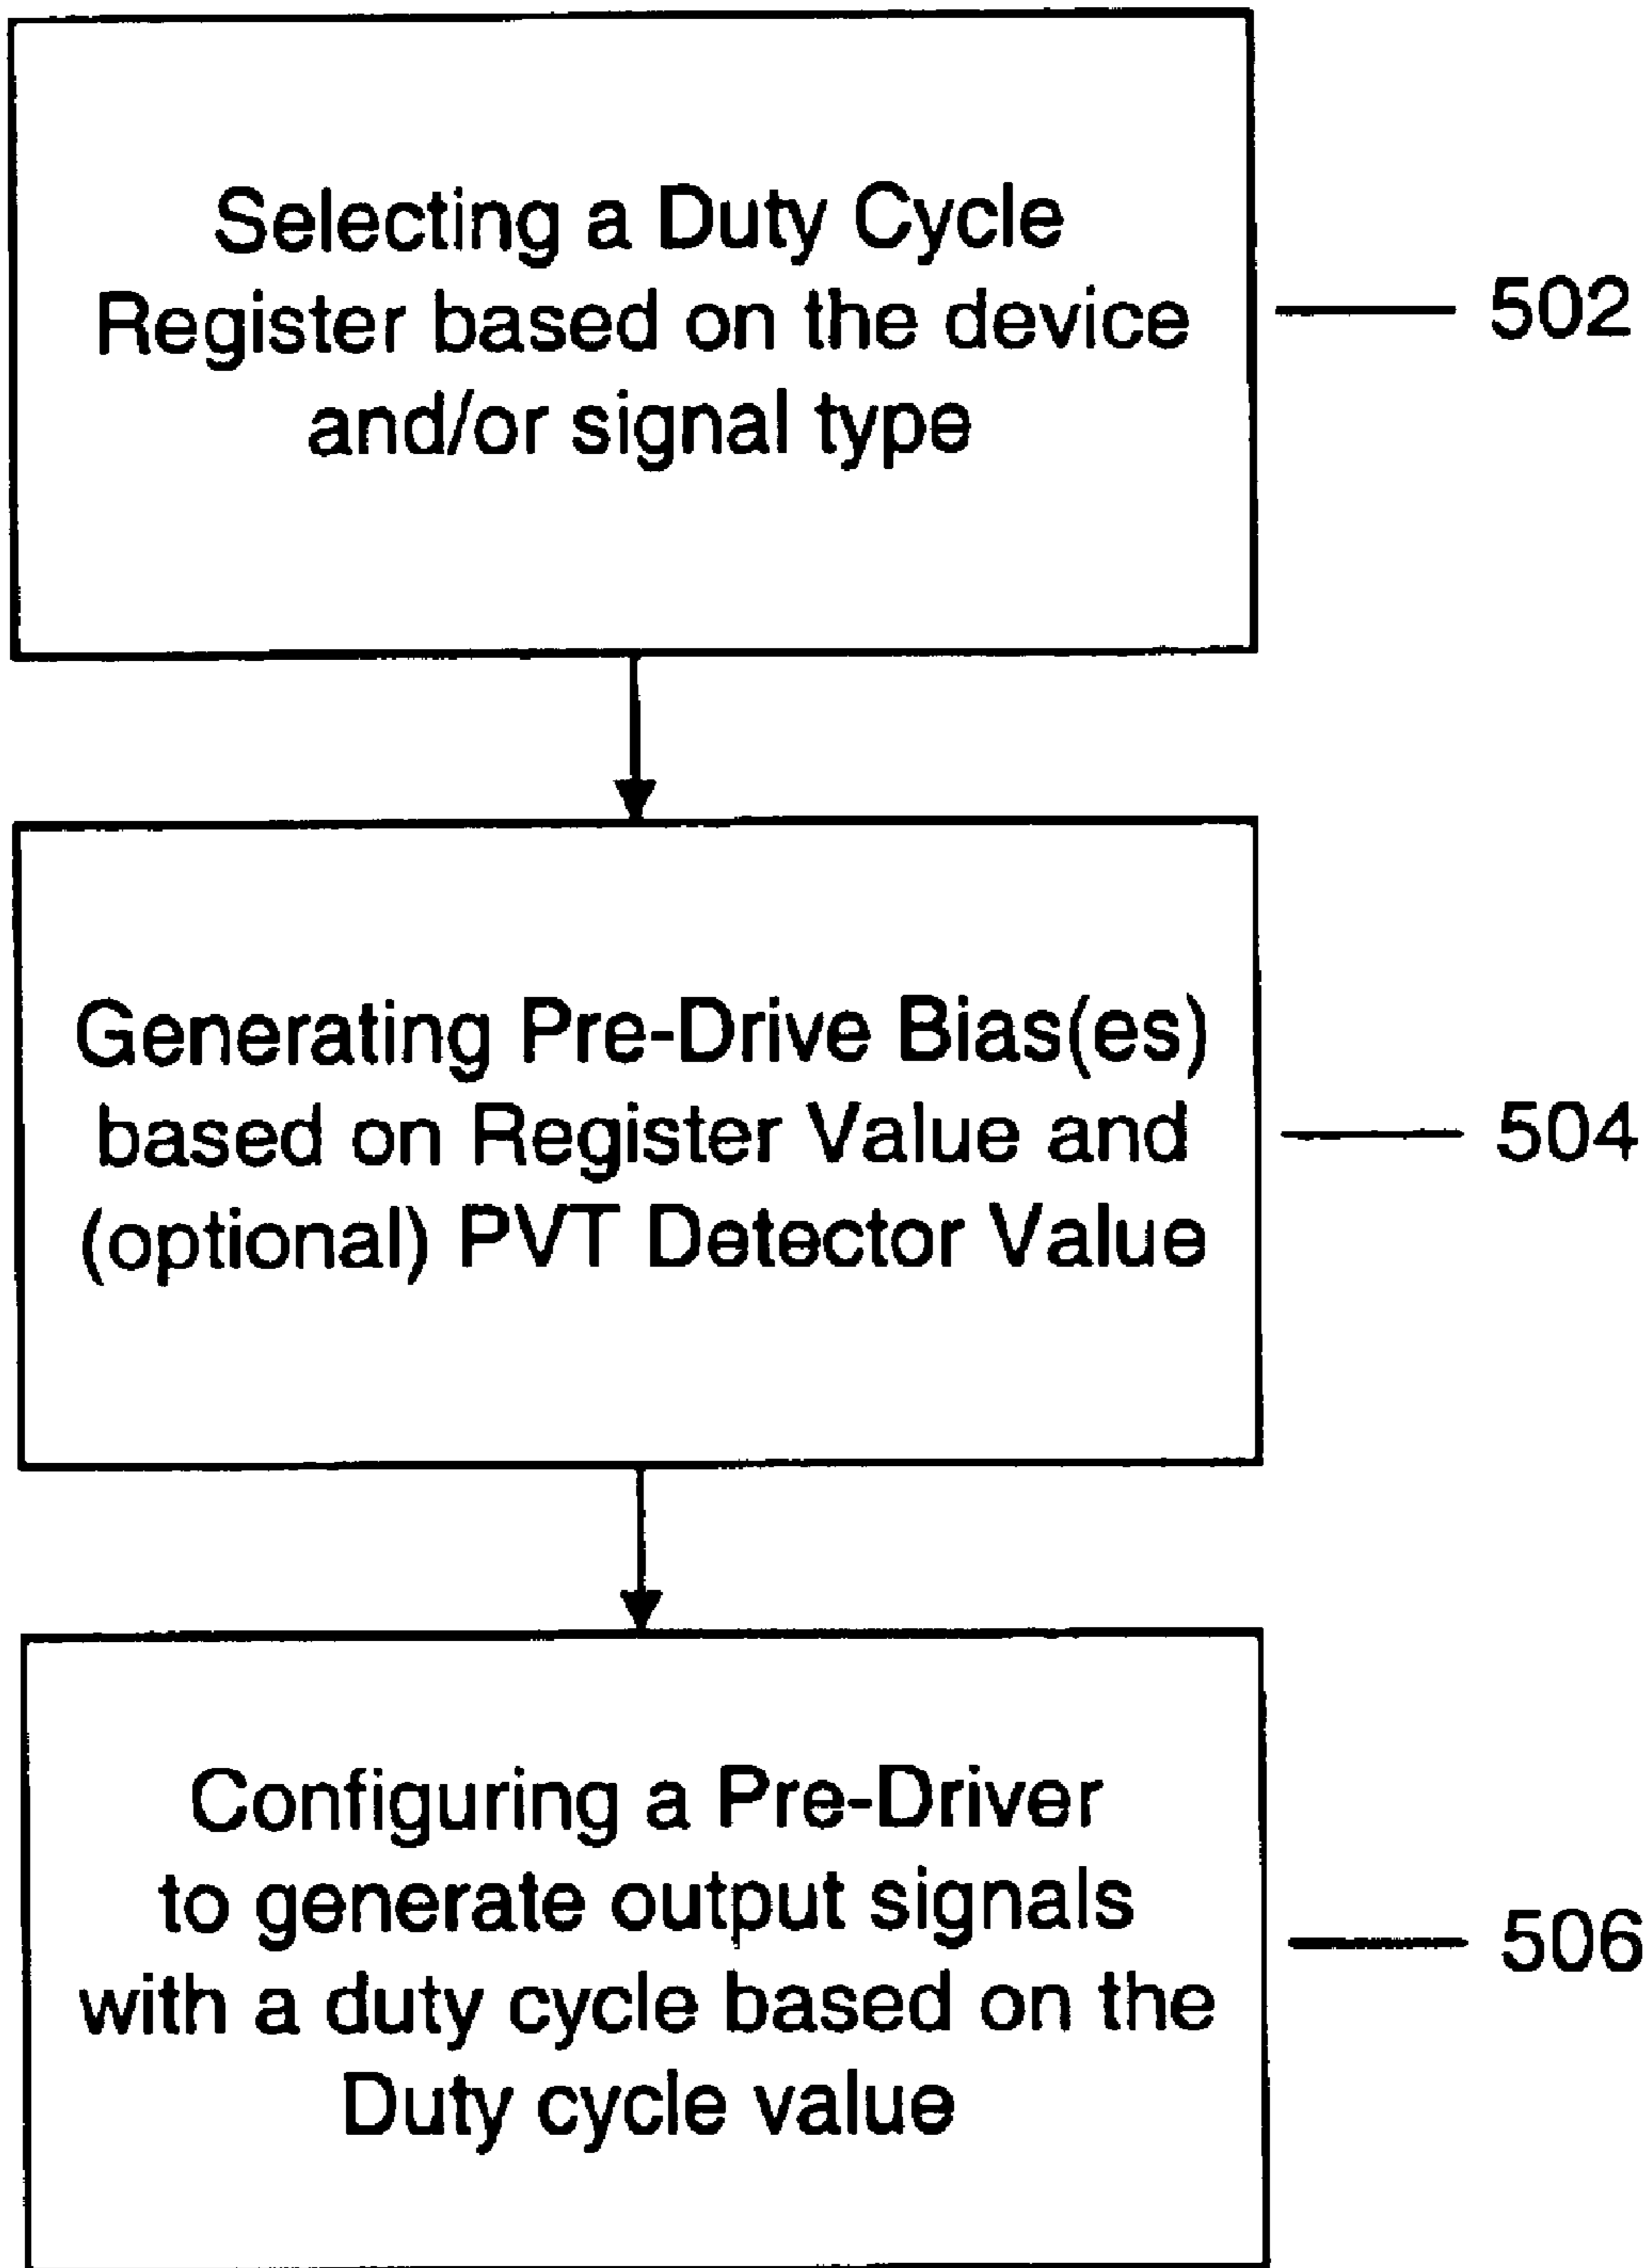 Selecting a Duty Cycle
Register based on the device
and/or signal type
502
Generating Pre-Drive Bias(es)
based on Register Value and
(optional) PVT Detector Value
504
Configuring a Pre-Driver
to generate output signals
with a duty cycle based on the
Duty cycle value
506